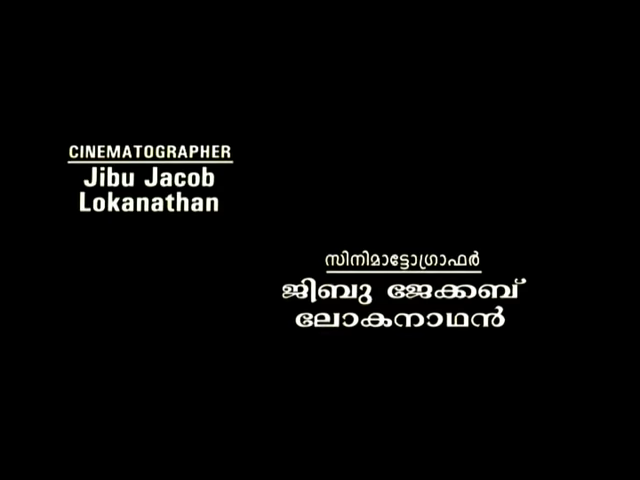 CINEMATOGRAPHER
Jibu Jacob
Lokanathan
സിനിമാട്ടോഗ്രാഫർ
ജിബു ജേക്കബ്
ലോകനാഥൻ